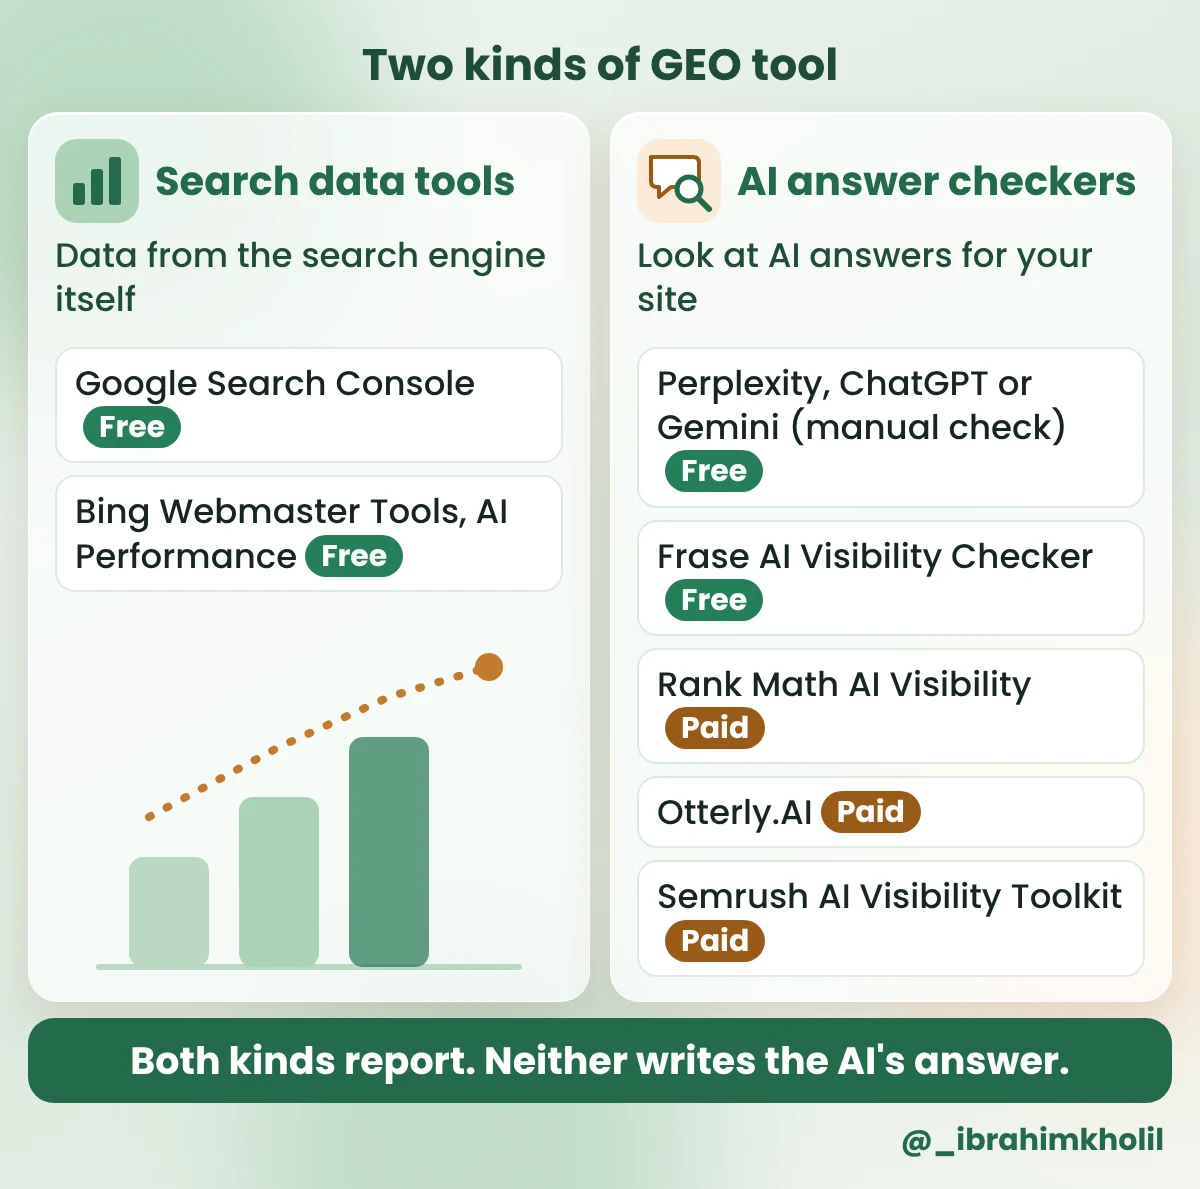 Two kinds of GEO tool
Search data tools
Data from the search engine
itself
Google Search Console
Free
Bing Webmaster Tools, AI
Performance Free
AI answer checkers
Look at AI answers for your
site
Perplexity, ChatGPT or
Gemini (manual check)
Free
Frase AI Visibility Checker
Free
Rank Math AI Visibility
Paid
Otterly.AI Paid
Semrush AI Visibility Toolkit
Paid
Both kinds report. Neither writes the AI's answer.
@_ibrahimkholil